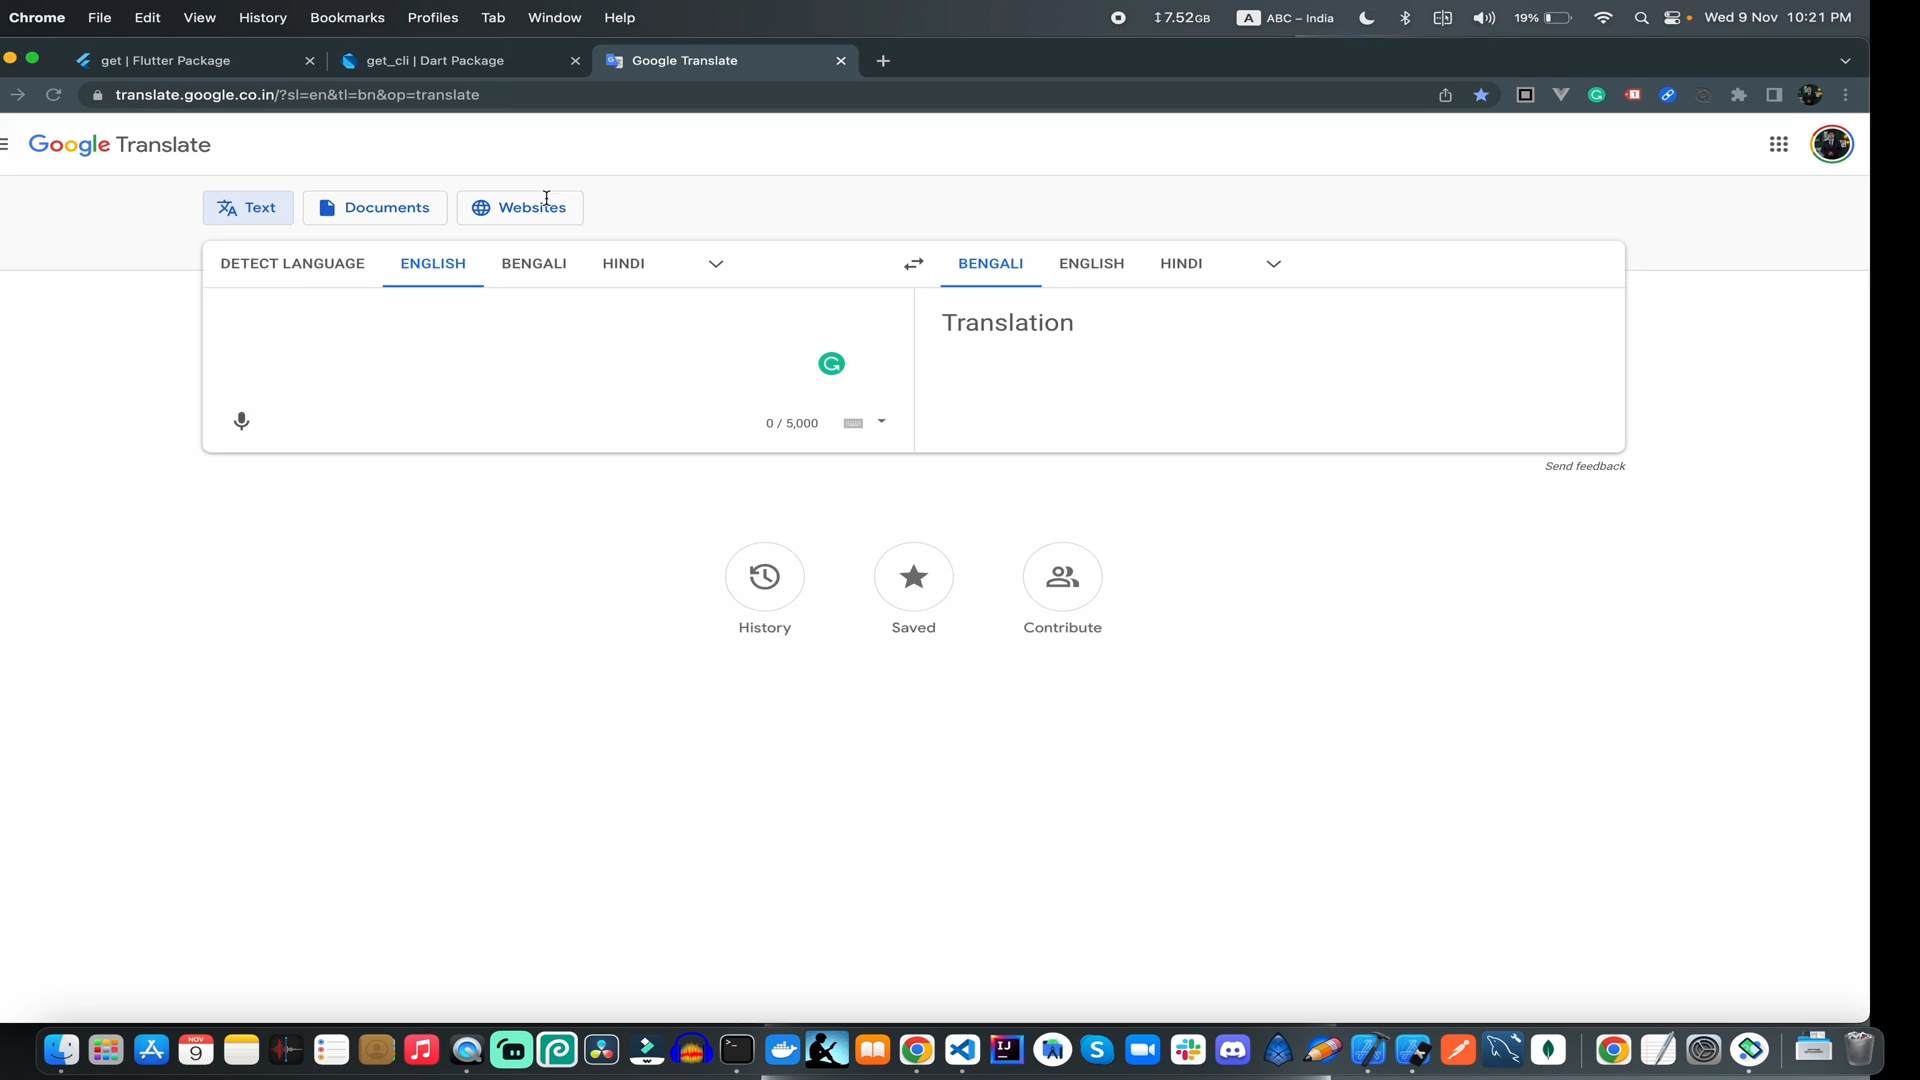 Chrome File Edit View History Bookmarks Profiles Tab Window Help 7.52GB A ABC – India 19% Wed 9 Nov 10:21 PM
get | Flutter Package get_cli | Dart Package Google Translate
translate.google.co.in/?sl=en&tl=bn&op=translate
Google Translate
Text Documents Websites
DETECT LANGUAGE ENGLISH BENGALI HINDI BENGALI ENGLISH HINDI
Translation
0 / 5,000
Send feedback
History Saved Contribute
NOV
9